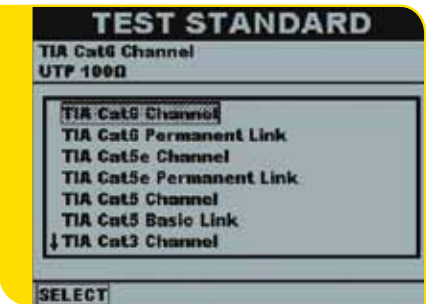 TEST STANDARD
TIA Cat6 Channel
UTP 100Ω
TIA Cat6 Channel
TIA Cat6 Permanent Link
TIA Cat5e Channel
TIA Cat5e Permanent Link
TIA Cat5 Channel
TIA Cat5 Basic Link
↓TIA Cat3 Channel
SELECT